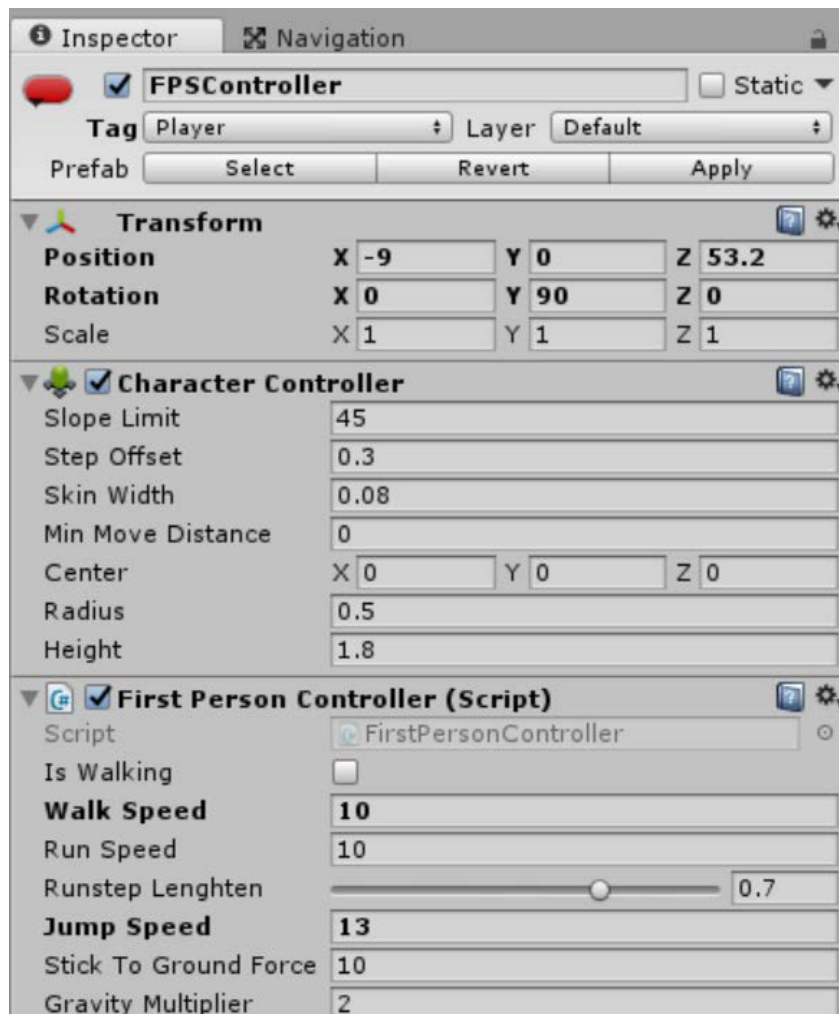 Inspector Navigation
FPSController Static
Tag Player Layer Default
Prefab Select Revert Apply
Transform
Position X -9 Y 0 Z 53.2
Rotation X 0 Y 90 Z 0
Scale X 1 Y 1 Z 1
Character Controller
Slope Limit 45
Step Offset 0.3
Skin Width 0.08
Min Move Distance 0
Center X 0 Y 0 Z 0
Radius 0.5
Height 1.8
First Person Controller (Script)
Script FirstPersonController
Is Walking
Walk Speed 10
Run Speed 10
Runstep Lenghten 0.7
Jump Speed 13
Stick To Ground Force 10
Gravity Multiplier 2